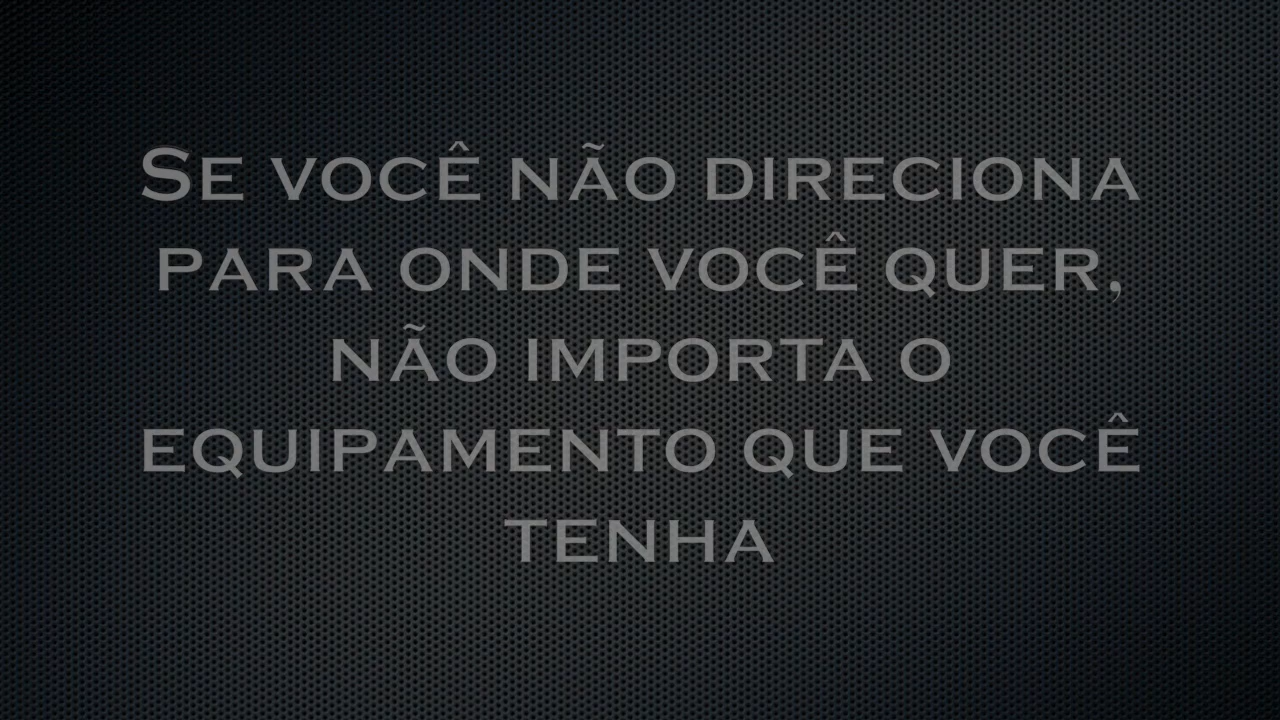 Se você não direciona
para onde você quer,
não importa o
equipamento que você
tenha